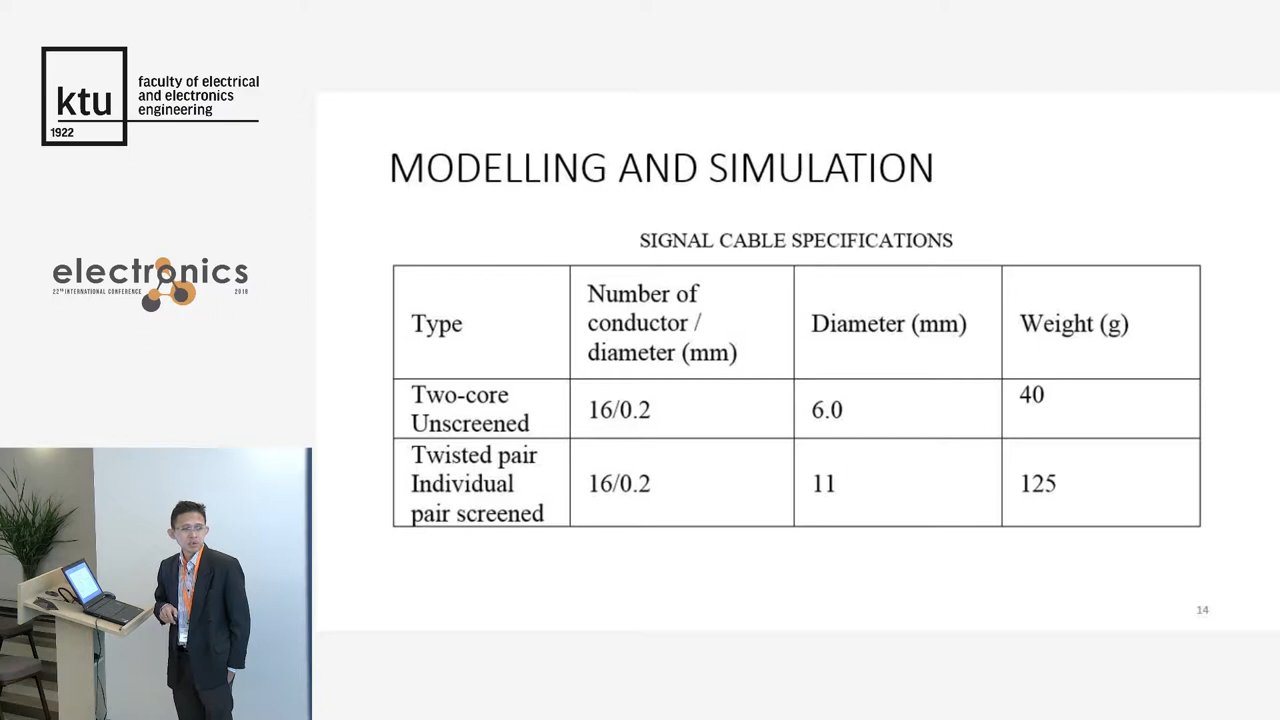 ktu
1922
faculty of electrical
and electronics
engineering
electronics
22ND INTERNATIONAL CONFERENCE 2018
MODELLING AND SIMULATION
SIGNAL CABLE SPECIFICATIONS
Type
Number of
conductor /
diameter (mm)
Diameter (mm)
Weight (g)
Two-core
Unscreened
16/0.2
6.0
40
Twisted pair
Individual
pair screened
16/0.2
11
125
14